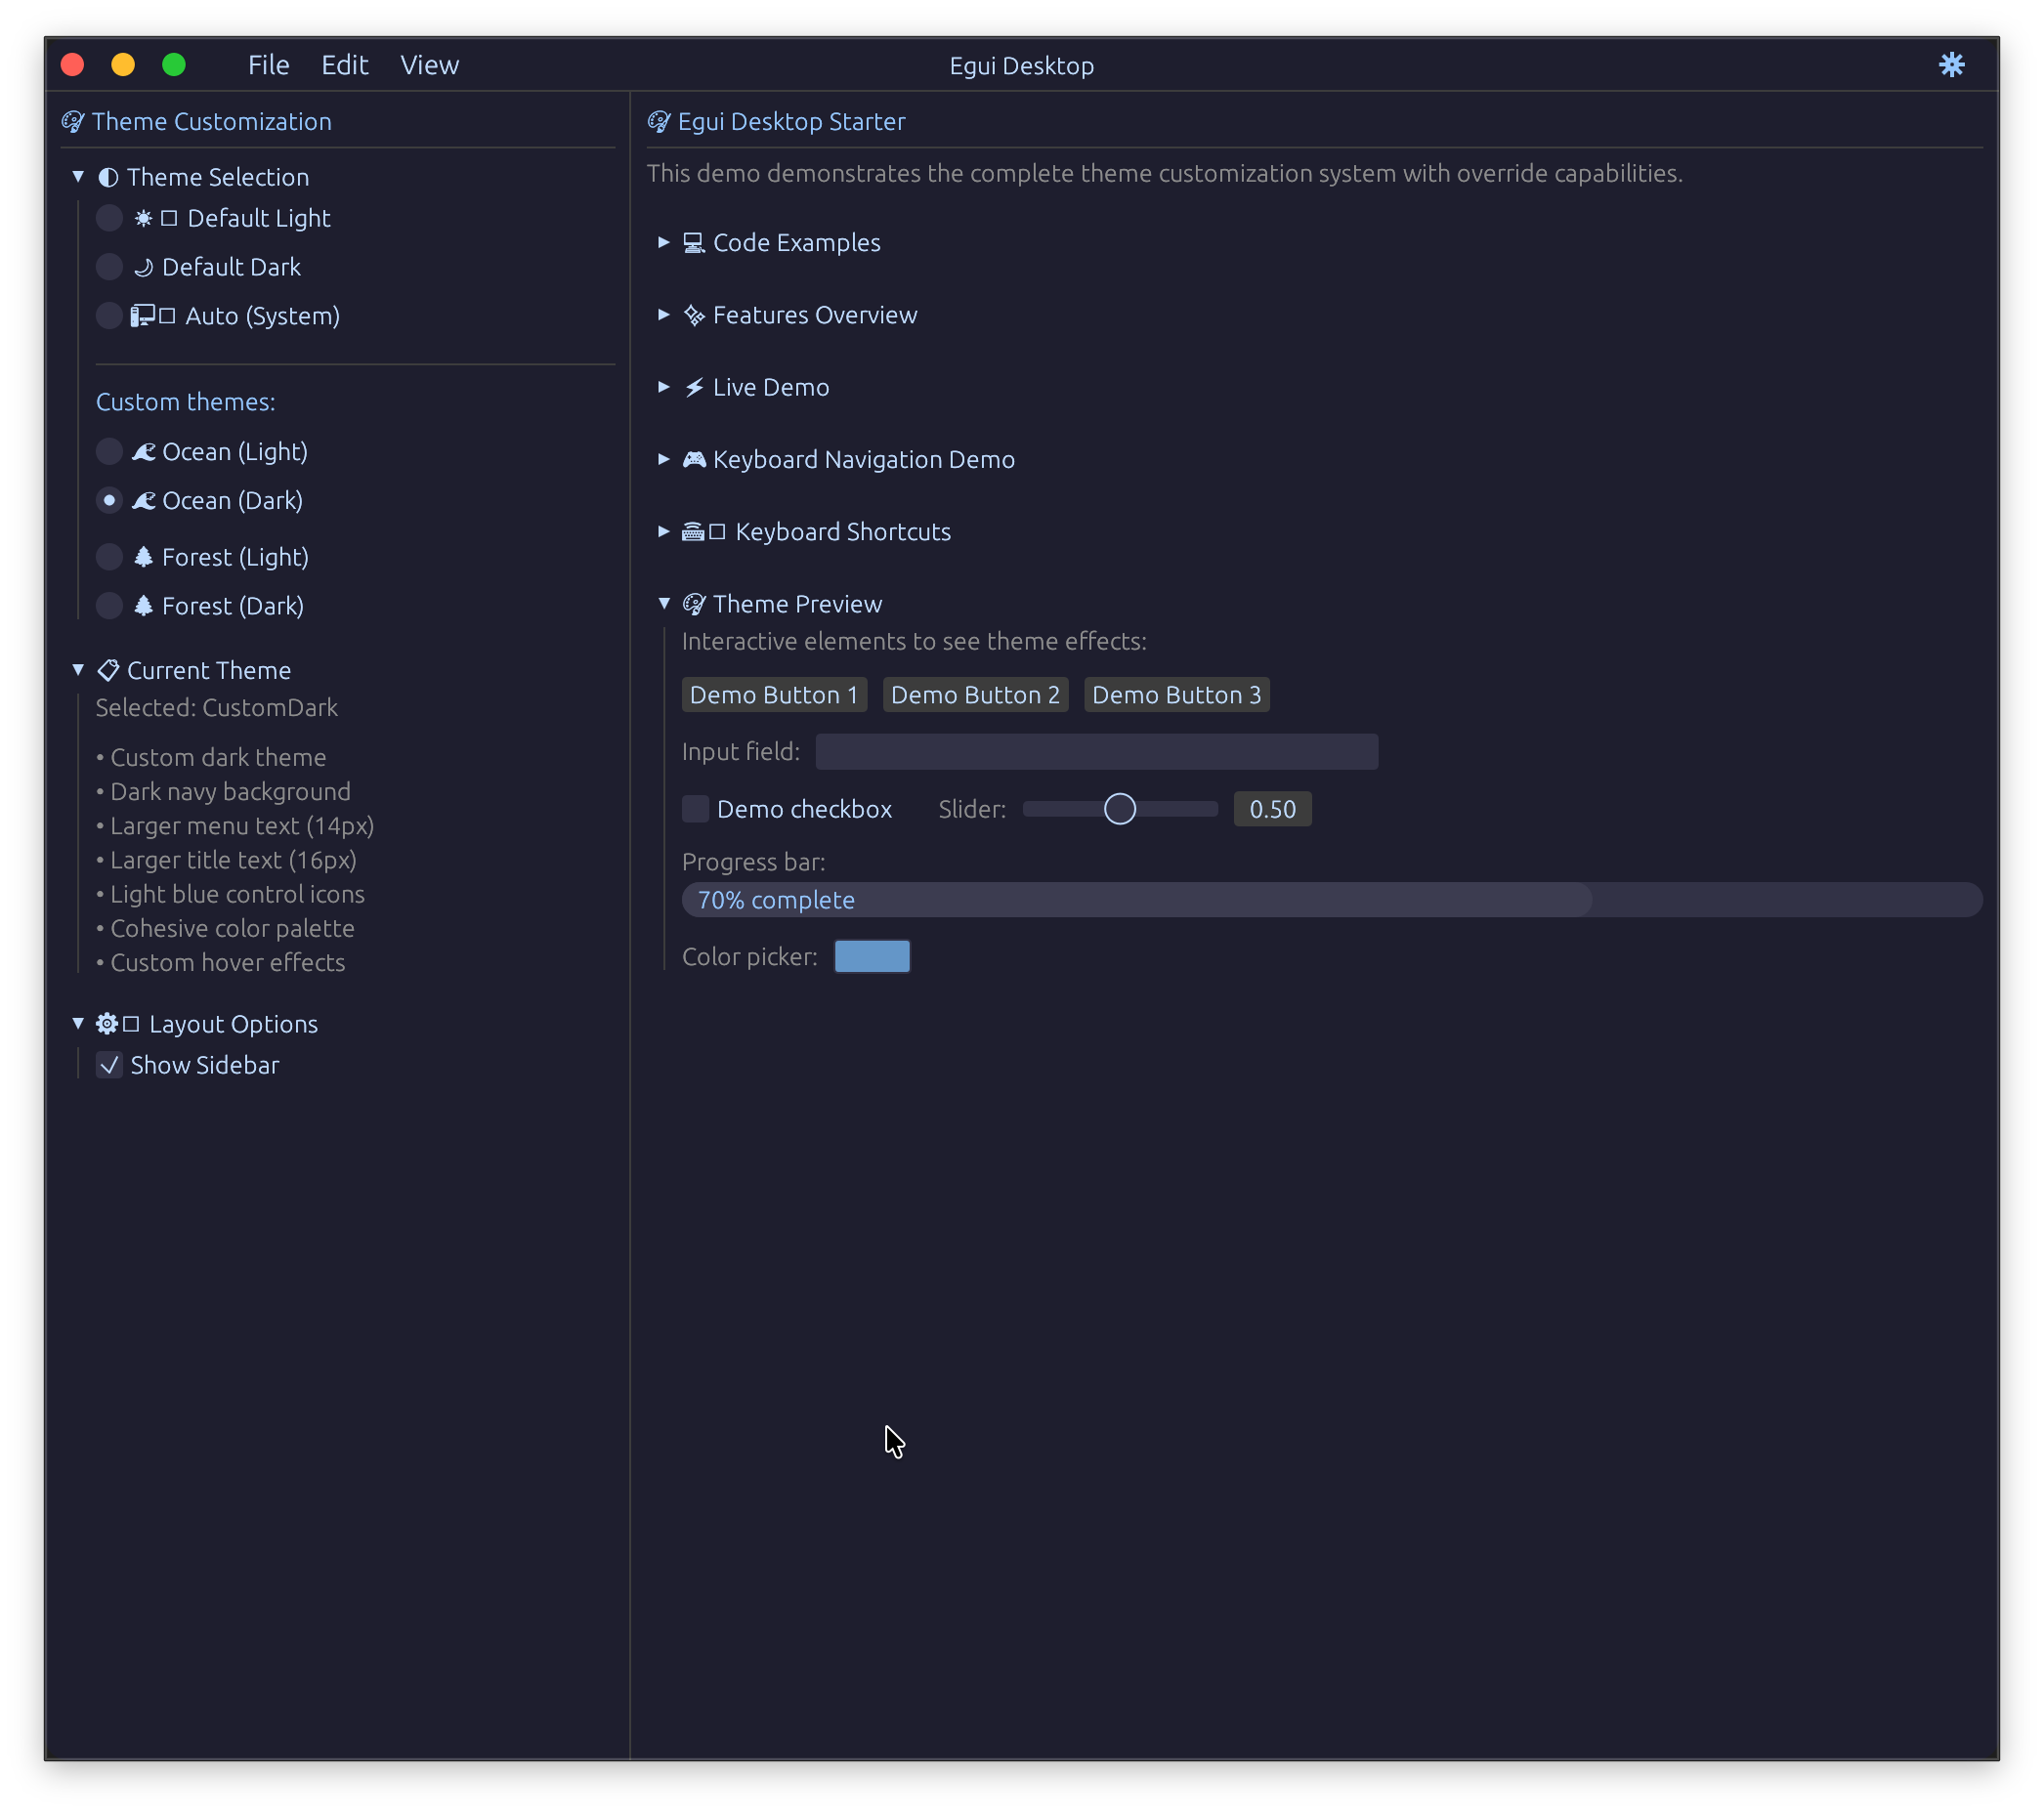 File Edit View
Egui Desktop
Theme Customization
Theme Selection
Default Light
Default Dark
Auto (System)
Custom themes:
Ocean (Light)
Ocean (Dark)
Forest (Light)
Forest (Dark)
Current Theme
Selected: CustomDark
• Custom dark theme
• Dark navy background
• Larger menu text (14px)
• Larger title text (16px)
• Light blue control icons
• Cohesive color palette
• Custom hover effects
Layout Options
Show Sidebar
Egui Desktop Starter
This demo demonstrates the complete theme customization system with override capabilities.
Code Examples
Features Overview
Live Demo
Keyboard Navigation Demo
Keyboard Shortcuts
Theme Preview
Interactive elements to see theme effects:
Demo Button 1 Demo Button 2 Demo Button 3
Input field:
Demo checkbox Slider: 0.50
Progress bar:
70% complete
Color picker: